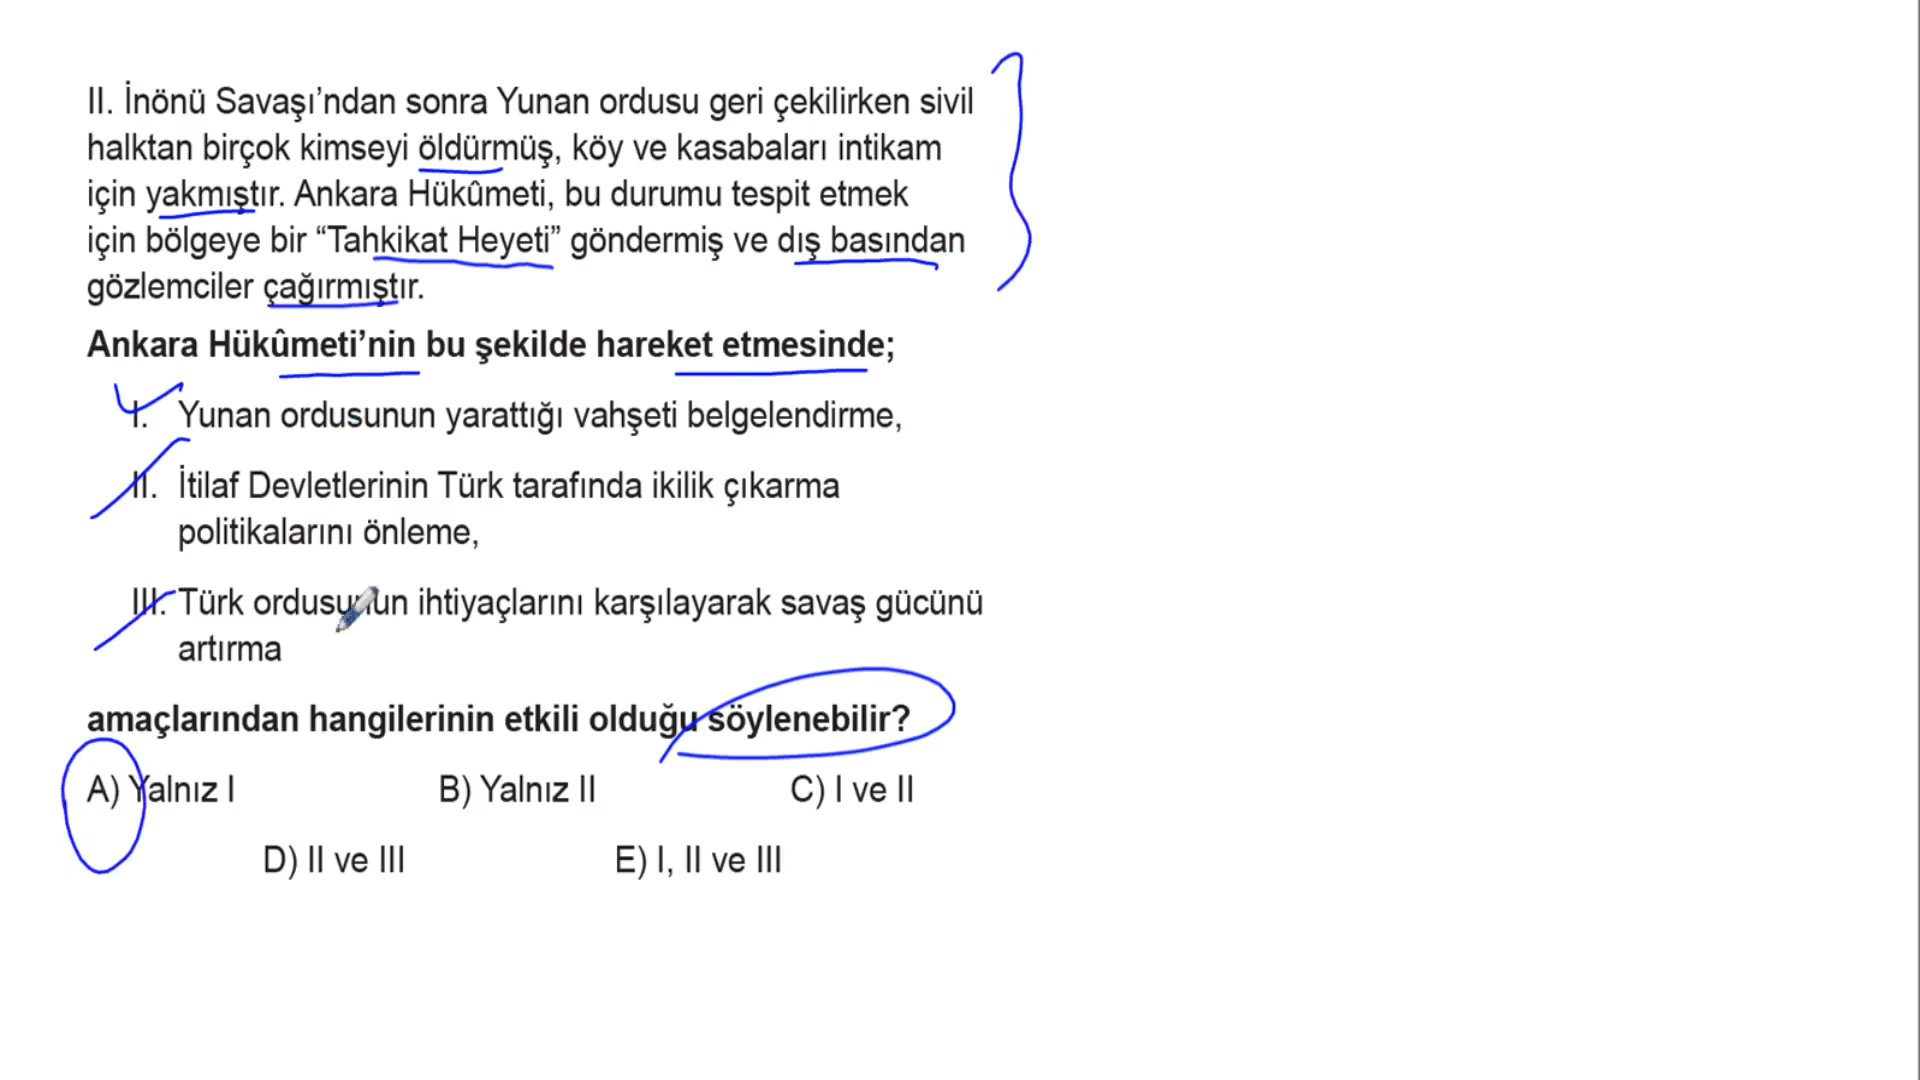 II. İnönü Savaşı’ndan sonra Yunan ordusu geri çekilirken sivil
halktan birçok kimseyi öldürmüş, köy ve kasabaları intikam
için yakmıştır. Ankara Hükûmeti, bu durumu tespit etmek
için bölgeye bir “Tahkikat Heyeti” göndermiş ve dış basından
gözlemciler çağırmıştır.
Ankara Hükûmeti’nin bu şekilde hareket etmesinde;
I. Yunan ordusunun yarattığı vahşeti belgelendirme,
II. İtilaf Devletlerinin Türk tarafında ikilik çıkarma
politikalarını önleme,
III. Türk ordusunun ihtiyaçlarını karşılayarak savaş gücünü
artırma
amaçlarından hangilerinin etkili olduğu söylenebilir?
A) Yalnız I B) Yalnız II C) I ve II
D) II ve III E) I, II ve III